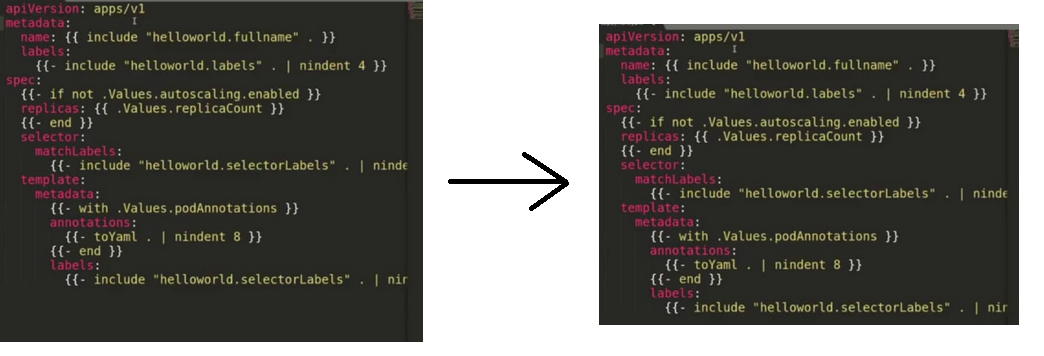 apiVersion: apps/v1
metadata:
  name: {{ include "helloworld.fullname" . }}
  labels:
    {{- include "helloworld.labels" . | nindent 4 }}
spec:
  {{- if not .Values.autoscaling.enabled }}
  replicas: {{ .Values.replicaCount }}
  {{- end }}
  selector:
    matchLabels:
      {{- include "helloworld.selectorLabels" . | ninde
  template:
    metadata:
      {{- with .Values.podAnnotations }}
      annotations:
        {{- toYaml . | nindent 8 }}
      {{- end }}
      labels:
        {{- include "helloworld.selectorLabels" . | nin
apiVersion: apps/v1
metadata:
  name: {{ include "helloworld.fullname" . }}
  labels:
    {{- include "helloworld.labels" . | nindent 4 }}
spec:
  {{- if not .Values.autoscaling.enabled }}
  replicas: {{ .Values.replicaCount }}
  {{- end }}
  selector:
    matchLabels:
      {{- include "helloworld.selectorLabels" . | ninde
  template:
    metadata:
      {{- with .Values.podAnnotations }}
      annotations:
        {{- toYaml . | nindent 8 }}
      {{- end }}
      labels:
        {{- include "helloworld.selectorLabels" . | nin